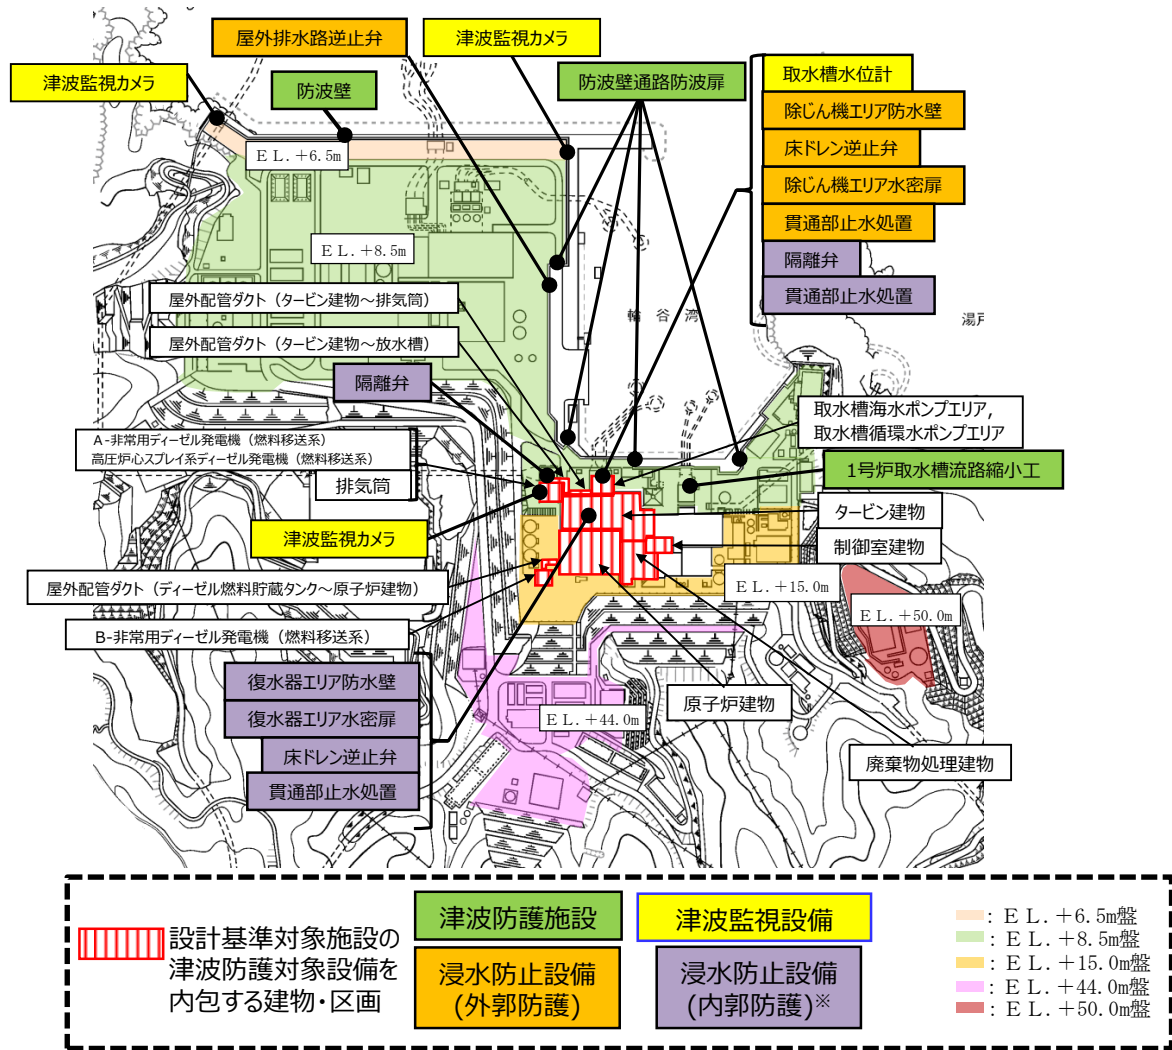 屋外排水路逆止弁
津波監視カメラ
津波監視カメラ
防波壁
防波壁通路防波扉
取水槽水位計
除じん機エリア防水壁
床ドレン逆止弁
除じん機エリア水密扉
貫通部止水処置
隔離弁
貫通部止水処置
ＥＬ．+6.5m
ＥＬ．+8.5m
屋外配管ダクト（タービン建物～排気筒）
屋外配管ダクト（タービン建物～放水槽）
輪谷湾
湯戸
隔離弁
取水槽海水ポンプエリア，
取水槽循環水ポンプエリア
A-非常用ディーゼル発電機（燃料移送系）
高圧炉心スプレイ系ディーゼル発電機（燃料移送系）
排気筒
1号炉取水槽流路縮小工
タービン建物
津波監視カメラ
制御室建物
屋外配管ダクト（ディーゼル燃料貯蔵タンク～原子炉建物）
ＥＬ．+15.0m
ＥＬ．+50.0m
B-非常用ディーゼル発電機（燃料移送系）
復水器エリア防水壁
復水器エリア水密扉
床ドレン逆止弁
貫通部止水処置
ＥＬ．+44.0m
原子炉建物
廃棄物処理建物
設計基準対象施設の
津波防護対象設備を
内包する建物・区画
津波防護施設
津波監視設備
浸水防止設備
(外郭防護)
浸水防止設備
(内郭防護)※
：ＥＬ．+6.5m盤
：ＥＬ．+8.5m盤
：ＥＬ．+15.0m盤
：ＥＬ．+44.0m盤
：ＥＬ．+50.0m盤